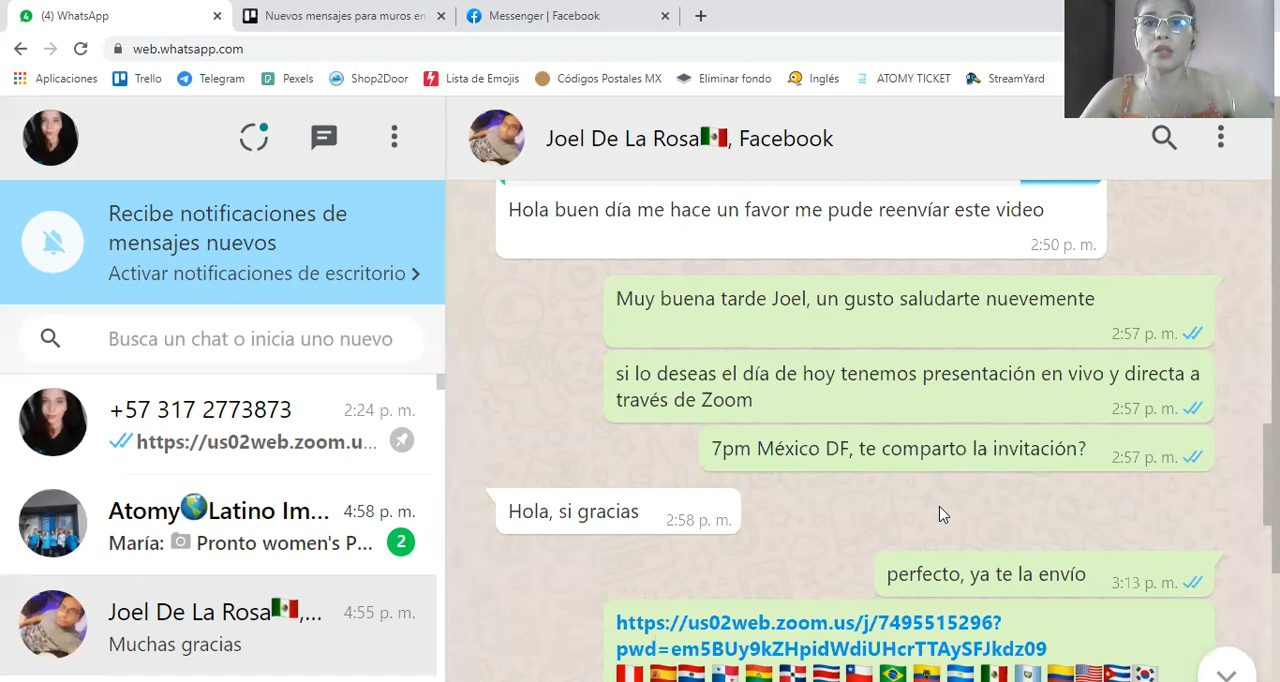 (4) WhatsApp
Nuevos mensajes para muros en
Messenger | Facebook
web.whatsapp.com
Aplicaciones
Trello
Telegram
Pexels
Shop2Door
Lista de Emojis
Códigos Postales MX
Eliminar fondo
Inglés
ATOMY TICKET
StreamYard
Joel De La Rosa🇲🇽, Facebook
Recibe notificaciones de
mensajes nuevos
Activar notificaciones de escritorio
Busca un chat o inicia uno nuevo
+57 317 2773873
2:24 p. m.
https://us02web.zoom.u...
Atomy🌎Latino Im...
4:58 p. m.
María: Pronto women's P...
2
Joel De La Rosa🇲🇽,...
4:55 p. m.
Muchas gracias
Hola buen día me hace un favor me pude reenvíar este video
2:50 p. m.
Muy buena tarde Joel, un gusto saludarte nuevemente
2:57 p. m.
si lo deseas el día de hoy tenemos presentación en vivo y directa a
través de Zoom
2:57 p. m.
7pm México DF, te comparto la invitación?
2:57 p. m.
Hola, si gracias
2:58 p. m.
perfecto, ya te la envío
3:13 p. m.
https://us02web.zoom.us/j/7495515296?
pwd=em5BUy9kZHpidWdiUHcrTTAySFJkdz09